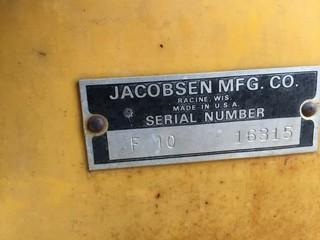 JACOBSEN MFG. CO.
RACINE, WIS.
MADE IN U.S.A.
SERIAL NUMBER
F 10 16315